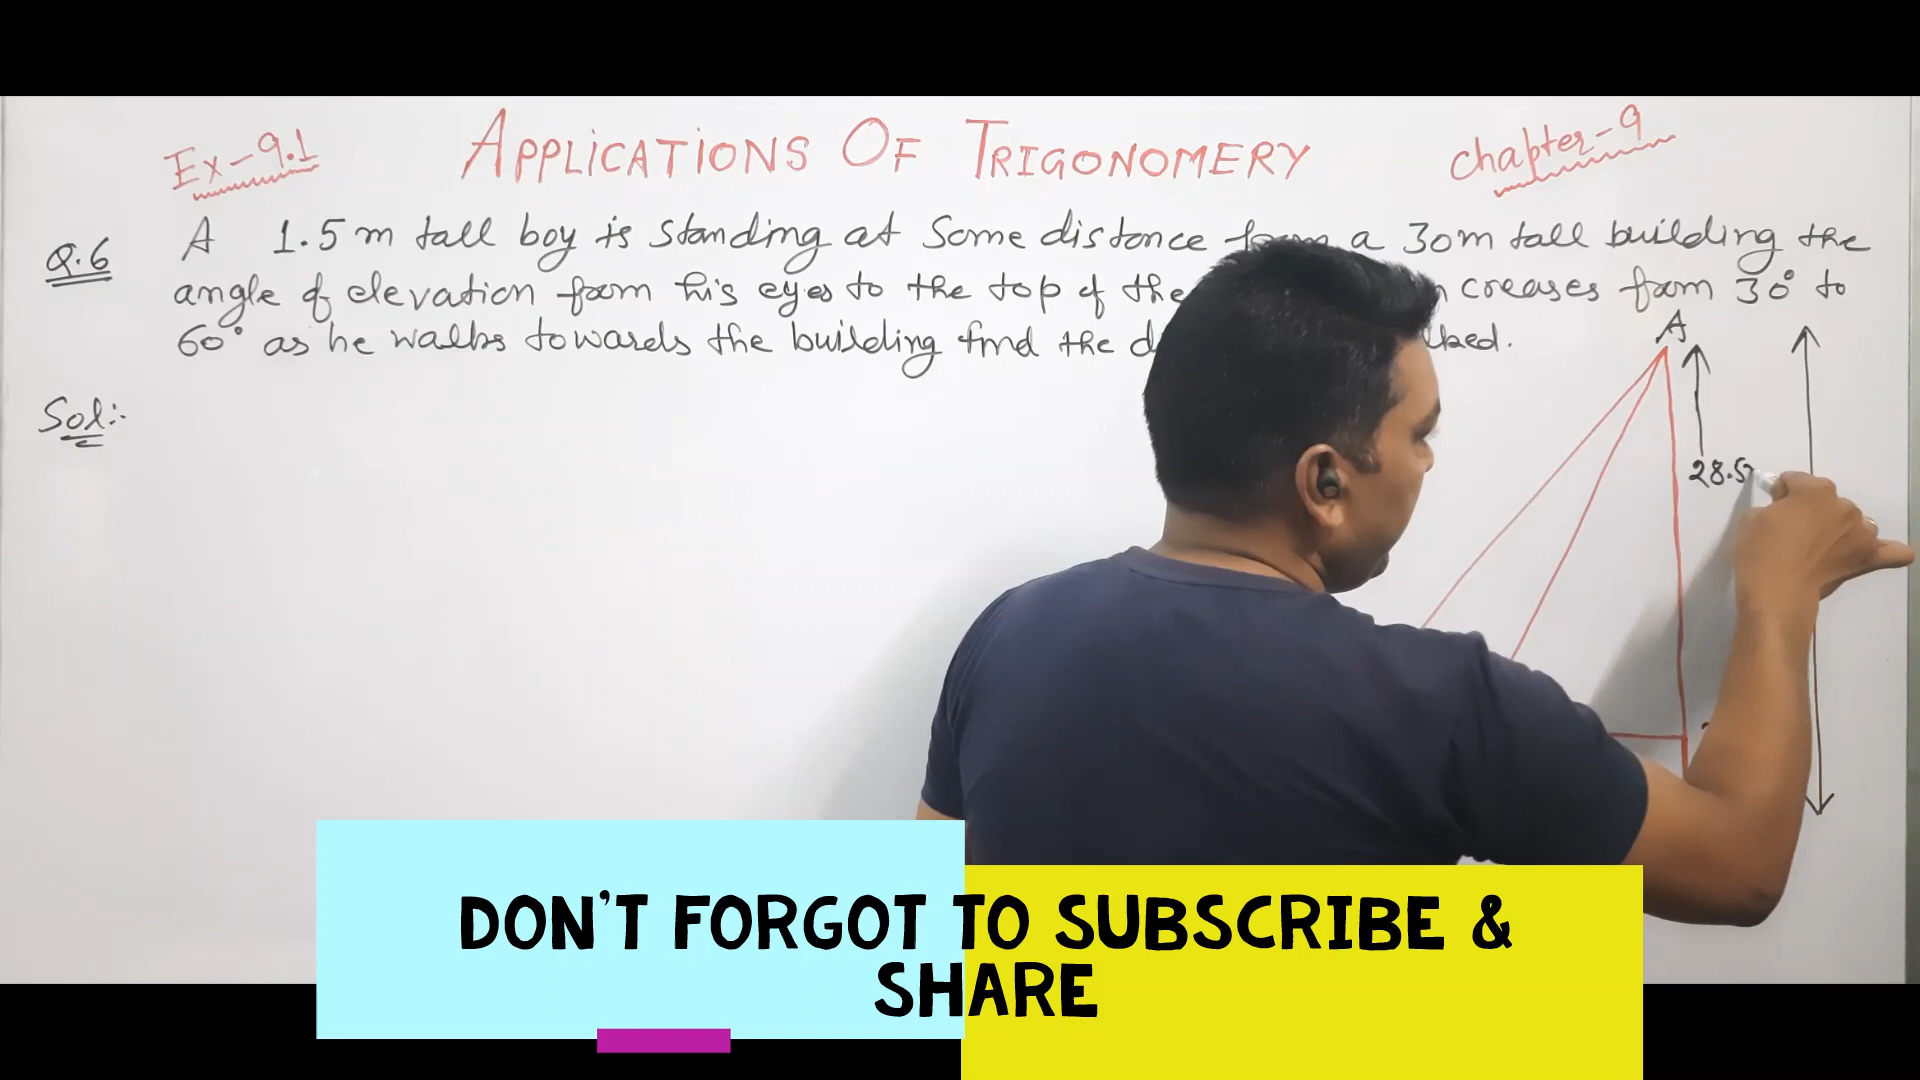 Ex-9.1 APPLICATIONS OF TRIGONOMERY Chapter-9
Q.6 A 1.5 m tall boy is standing at Some distance from a 30m tall building the
angle of elevation from his eyes to the top of the creases from 30° to
60° as he walks towards the building find the
Sol:-
A
28.5
DON'T FORGOT TO SUBSCRIBE &
SHARE